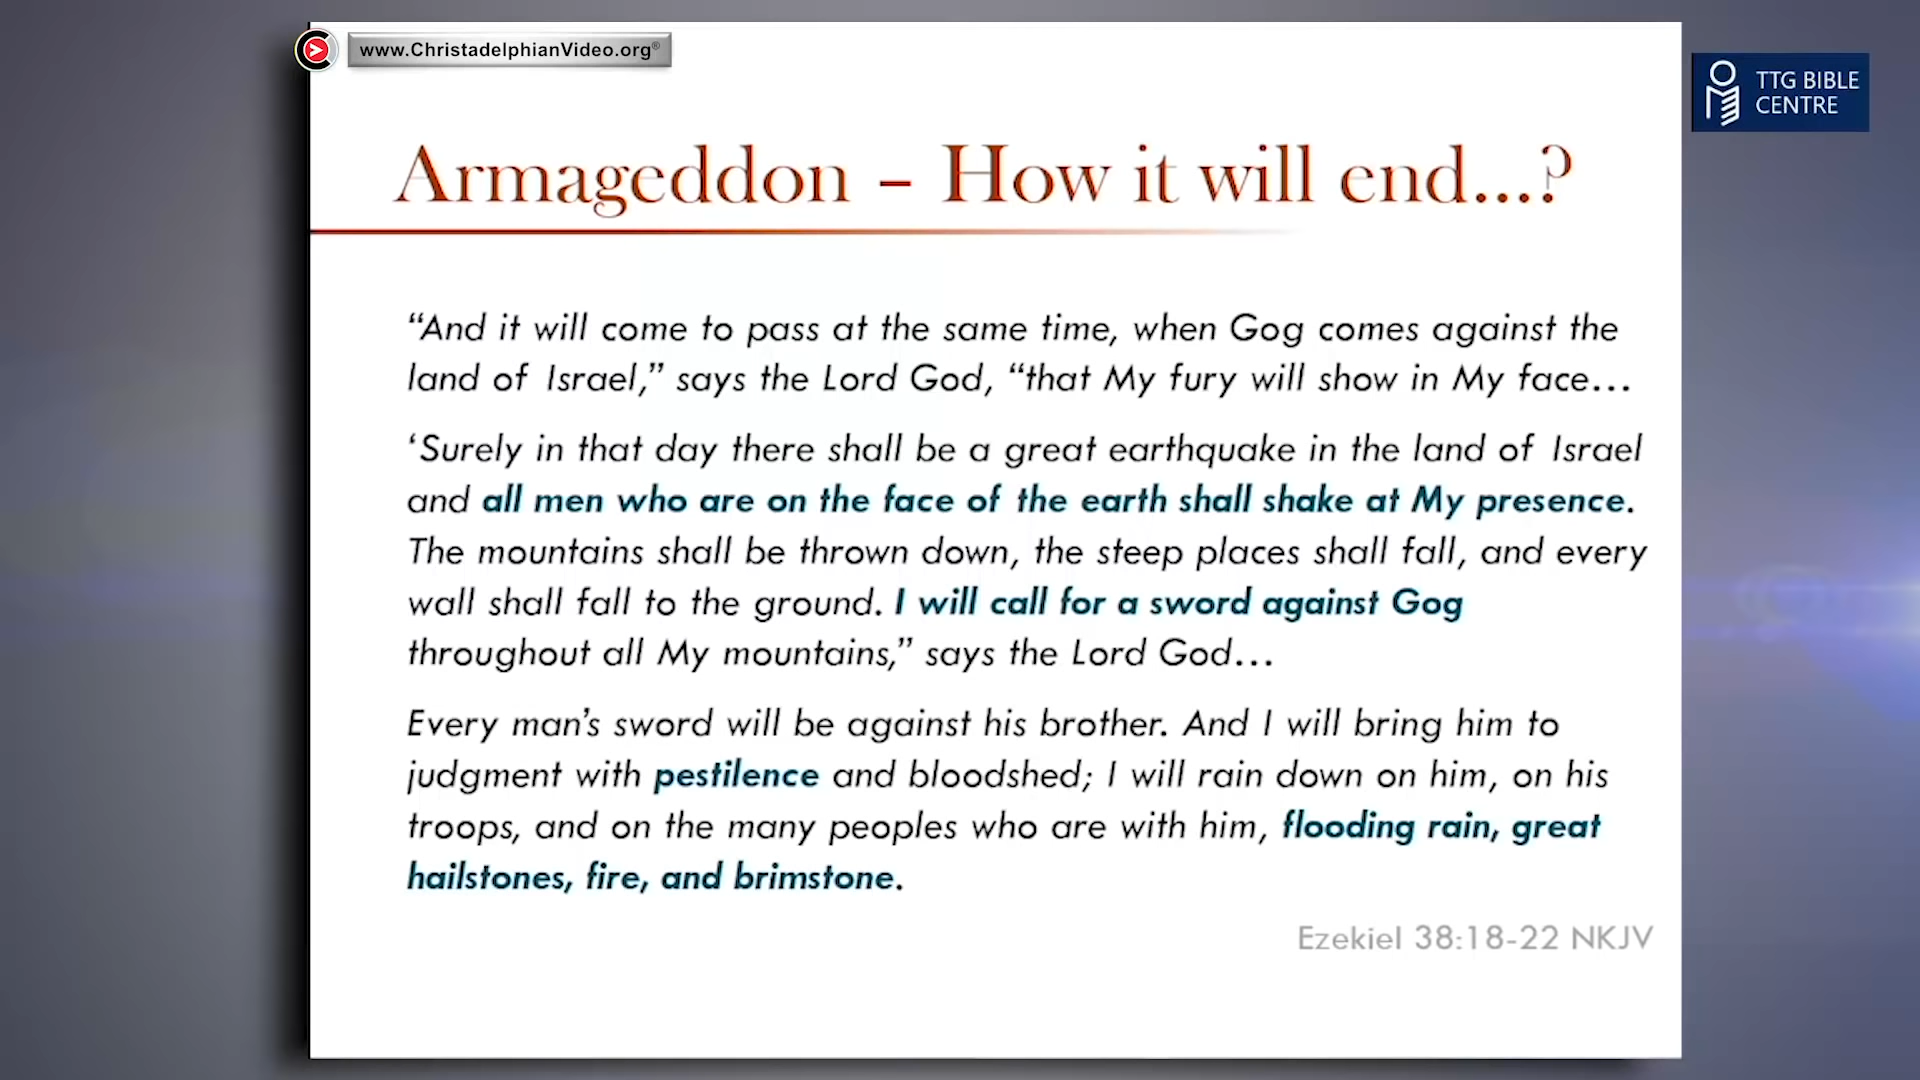 www.ChristadelphianVideo.org®
TTG BIBLE
CENTRE
Armageddon – How it will end...?
“And it will come to pass at the same time, when Gog comes against the
land of Israel,” says the Lord God, “that My fury will show in My face…
‘Surely in that day there shall be a great earthquake in the land of Israel
and all men who are on the face of the earth shall shake at My presence.
The mountains shall be thrown down, the steep places shall fall, and every
wall shall fall to the ground. I will call for a sword against Gog
throughout all My mountains,” says the Lord God…
Every man’s sword will be against his brother. And I will bring him to
judgment with pestilence and bloodshed; I will rain down on him, on his
troops, and on the many peoples who are with him, flooding rain, great
hailstones, fire, and brimstone.
Ezekiel 38:18-22 NKJV